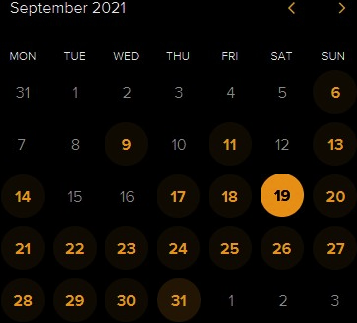 September 2021
MON TUE WED THU FRI SAT SUN
31 1 2 3 4 5 6
7 8 9 10 11 12 13
14 15 16 17 18 19 20
21 22 23 24 25 26 27
28 29 30 31 1 2 3